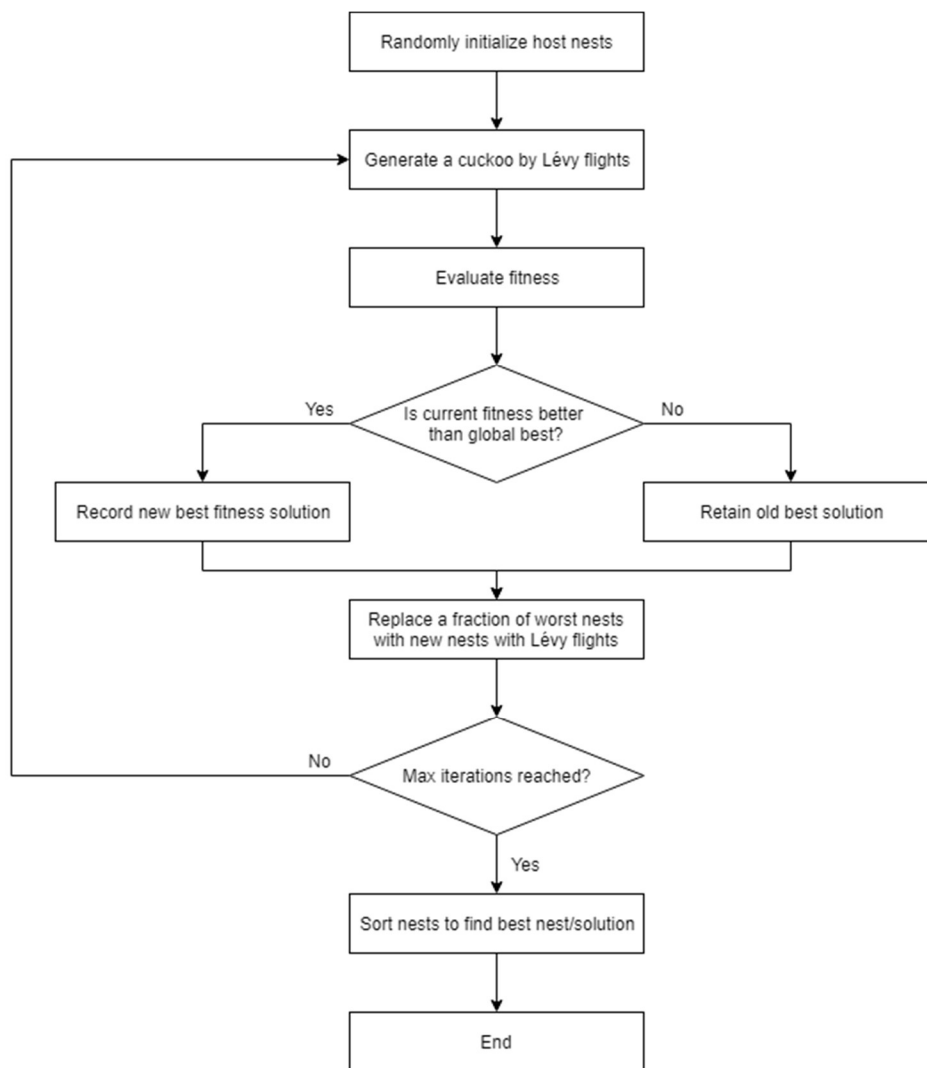 Randomly initialize host nests
Generate a cuckoo by Lévy flights
Evaluate fitness
Is current fitness better
than global best?
Yes
No
Record new best fitness solution
Retain old best solution
Replace a fraction of worst nests
with new nests with Lévy flights
Max iterations reached?
No
Yes
Sort nests to find best nest/solution
End